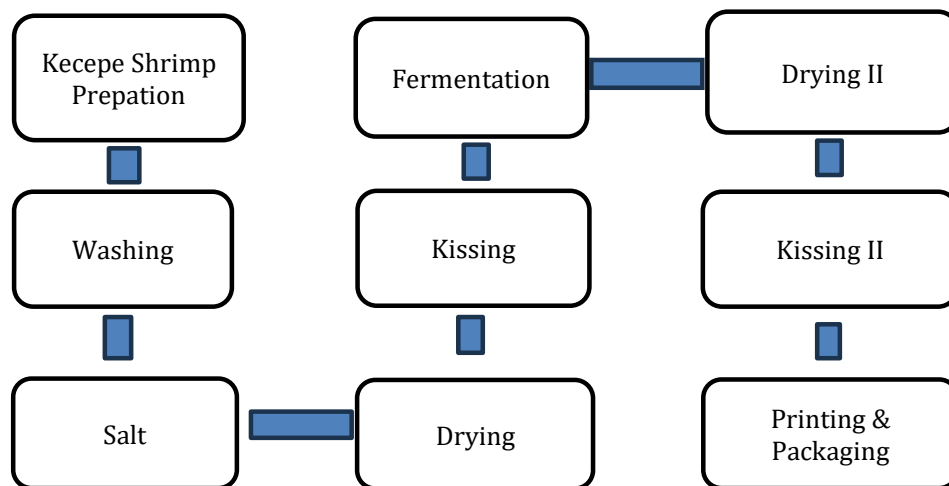 Kecepe Shrimp
Prepation
Washing
Salt
Drying
Kissing
Fermentation
Drying II
Kissing II
Printing &
Packaging